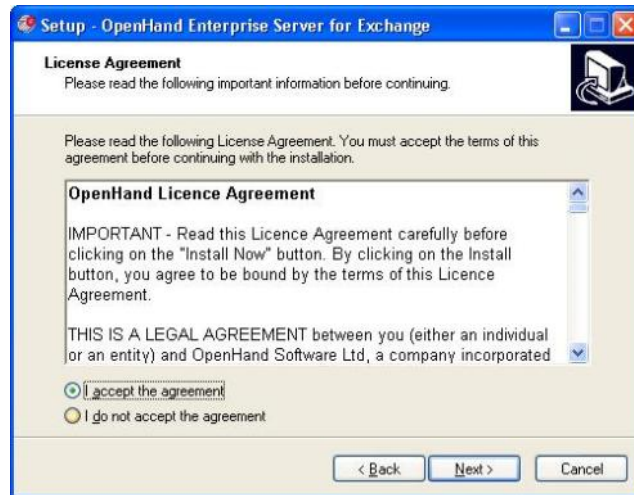 Setup - OpenHand Enterprise Server for Exchange
License Agreement
Please read the following important information before continuing.
Please read the following License Agreement. You must accept the terms of this
agreement before continuing with the installation.
OpenHand Licence Agreement
IMPORTANT - Read this Licence Agreement carefully before
clicking on the "Install Now" button. By clicking on the Install
button, you agree to be bound by the terms of this Licence
Agreement.
THIS IS A LEGAL AGREEMENT between you (either an individual
or an entity) and OpenHand Software Ltd, a company incorporated
I accept the agreement
I do not accept the agreement
< Back Next > Cancel